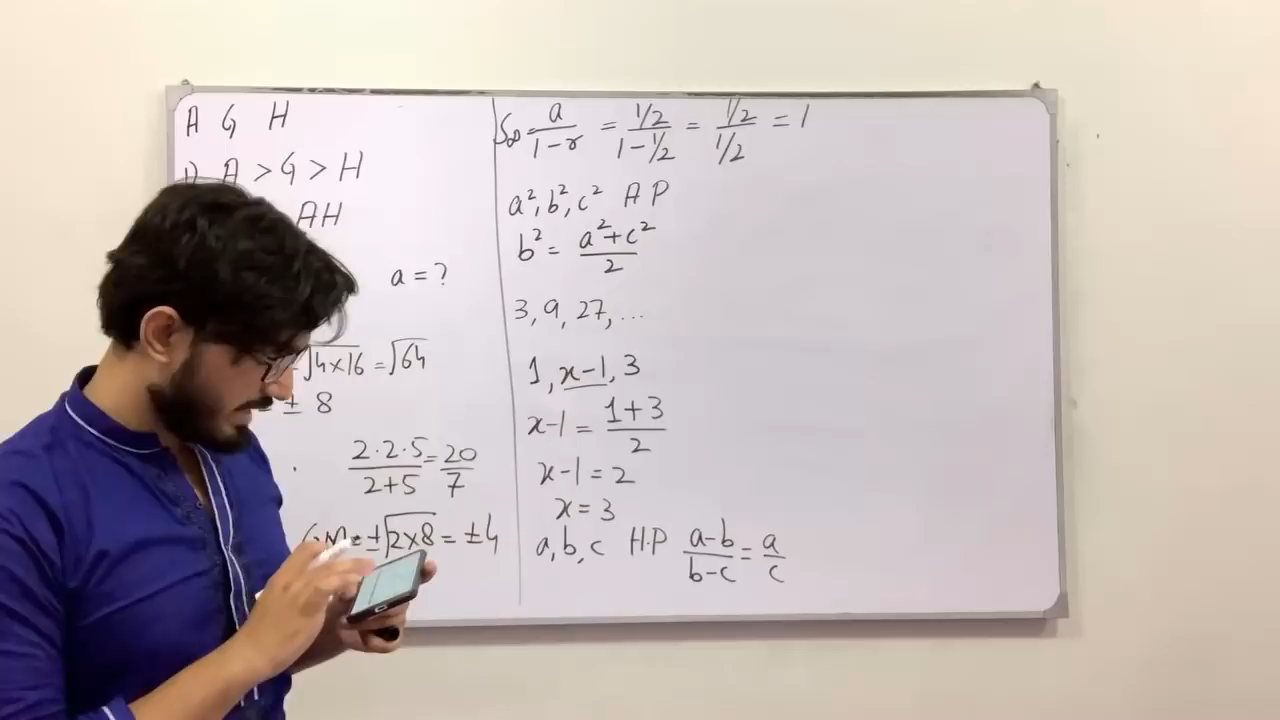 A G H
1) A > G > H
AH
a = ?
√4×16 = √64
= ± 8
2·2·5/2+5 = 20/7
G.M = ±√2×8 = ±4
S∞ = a/1-r = 1/2/1-1/2 = 1/2/1/2 = 1
a², b², c² A P
b² = a²+c²/2
3, 9, 27, ...
1, x-1, 3
x-1 = 1+3/2
x-1 = 2
x = 3
a, b, c H.P a-b/b-c = a/c